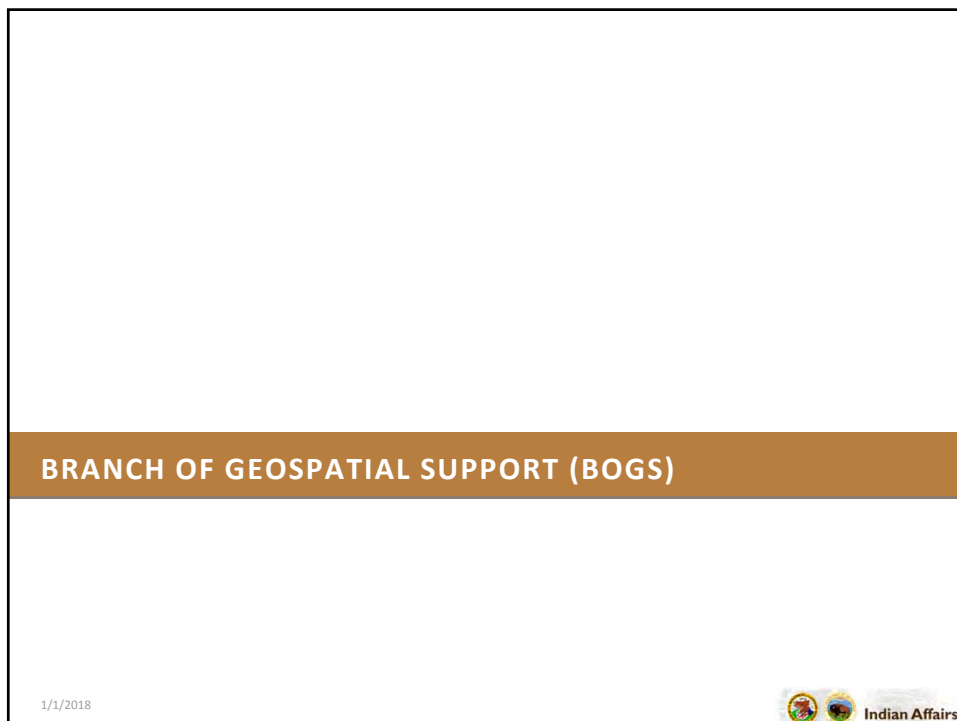 BRANCH OF GEOSPATIAL SUPPORT (BOGS)
1/1/2018
Indian Affairs